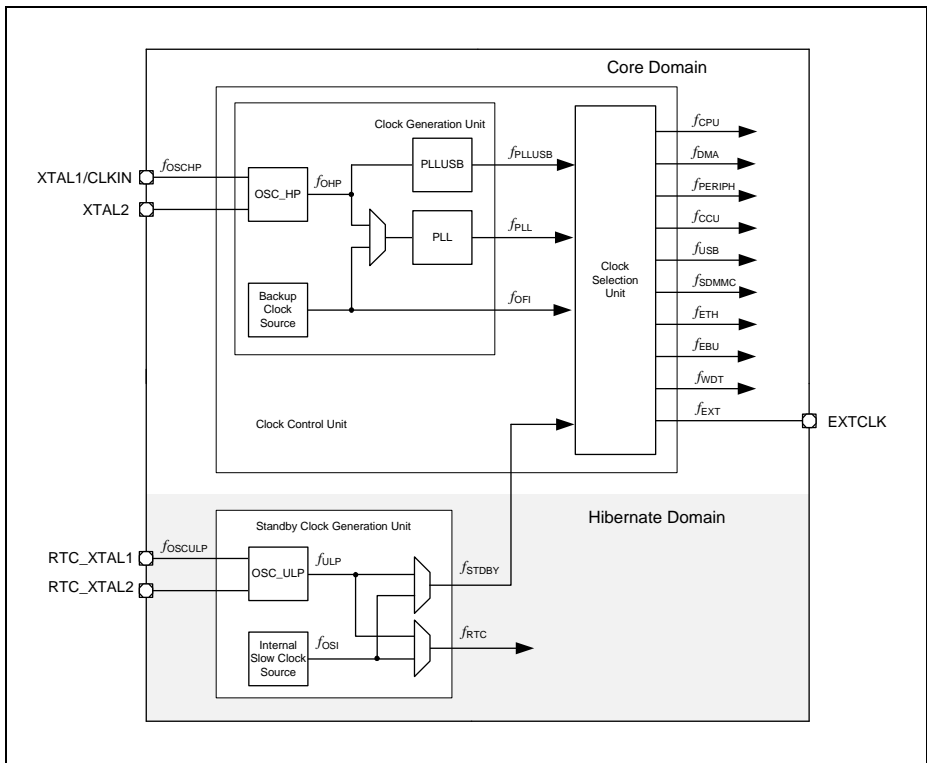 Core Domain
Clock Generation Unit
XTAL1/CLKIN
XTAL2
fOSCHP
OSC_HP
fOHP
PLLUSB
fPLLUSB
PLL
fPLL
Backup
Clock
Source
fOFI
Clock
Selection
Unit
fCPU
fDMA
fPERIPH
fCCU
fUSB
fSDMMC
fETH
fEBU
fWDT
fEXT
EXTCLK
Clock Control Unit
Hibernate Domain
Standby Clock Generation Unit
RTC_XTAL1
RTC_XTAL2
fOSCULP
OSC_ULP
fULP
fSTDBY
Internal
Slow Clock
Source
fOSI
fRTC